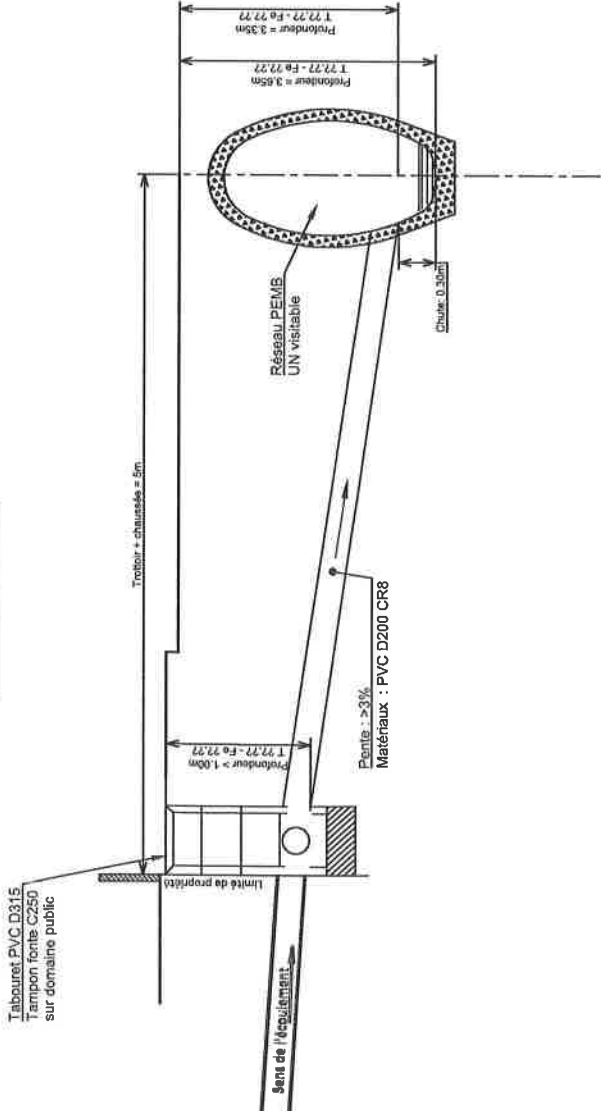 Tabouret PVC D315
Tampon fonte C250
sur domaine public
Trottoir + chaussée = 5m
Profondeur = 3.35m
T ??.?? - Fe ??.??
Profondeur = 3.65m
T ??.?? - Fe ??.??
Réseau PEMB
UN visitable
Chute: 0.30m
Profondeur > 1.00m
T ??.?? - Fe ??.??
Limite de propriété
Pente : >3%
Matériaux : PVC D200 CR8
Sens de l'écoulement